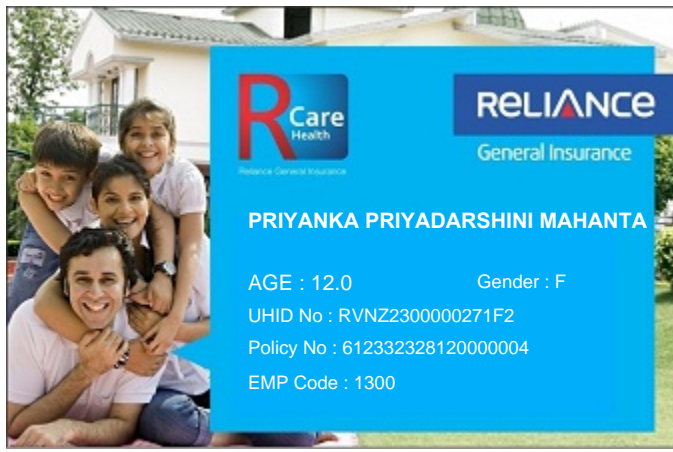 RCare
Health
Reliance General Insurance
RELIANCE
General Insurance
PRIYANKA PRIYADARSHINI MAHANTA
AGE : 12.0 Gender : F
UHID No : RVNZ2300000271F2
Policy No : 612332328120000004
EMP Code : 1300